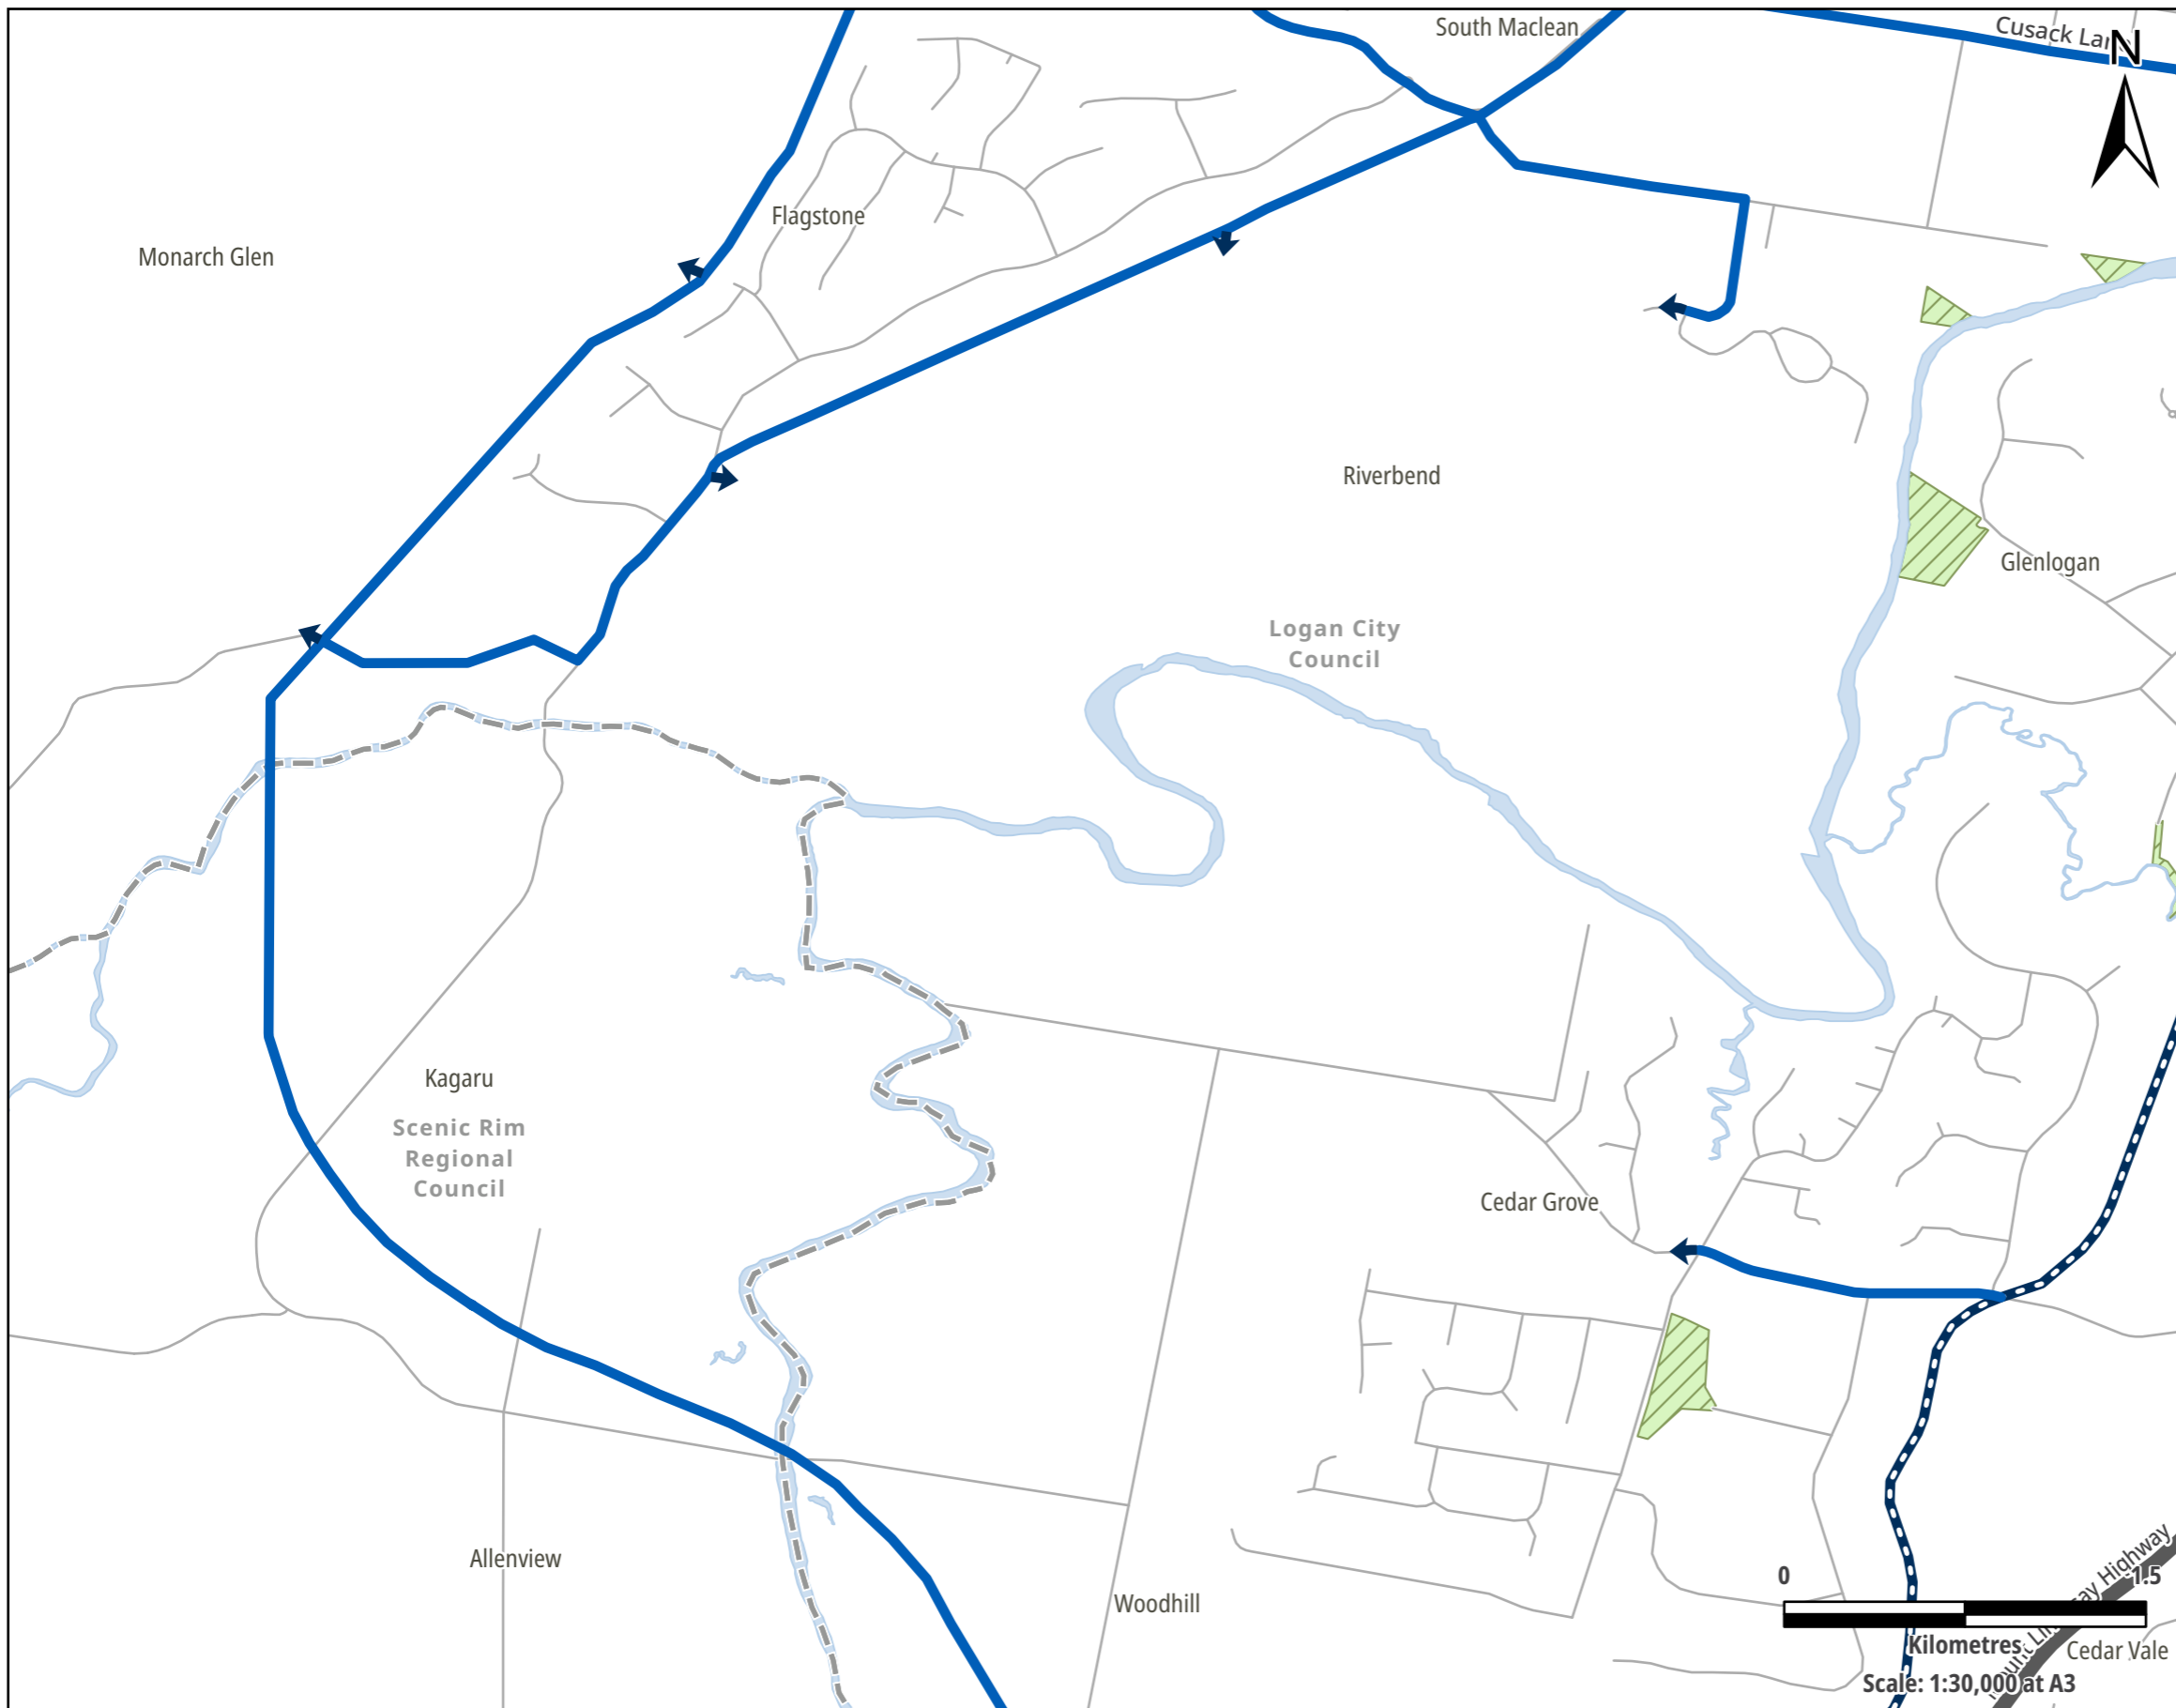 South Maclean
Cusack Lane
N
Flagstone
Monarch Glen
Riverbend
Glenlogan
Logan City
Council
Kagaru
Scenic Rim
Regional
Council
Cedar Grove
Allenview
Woodhill
Highway
0
1.5
Kilometres
Cedar Vale
Scale: 1:30,000 at A3